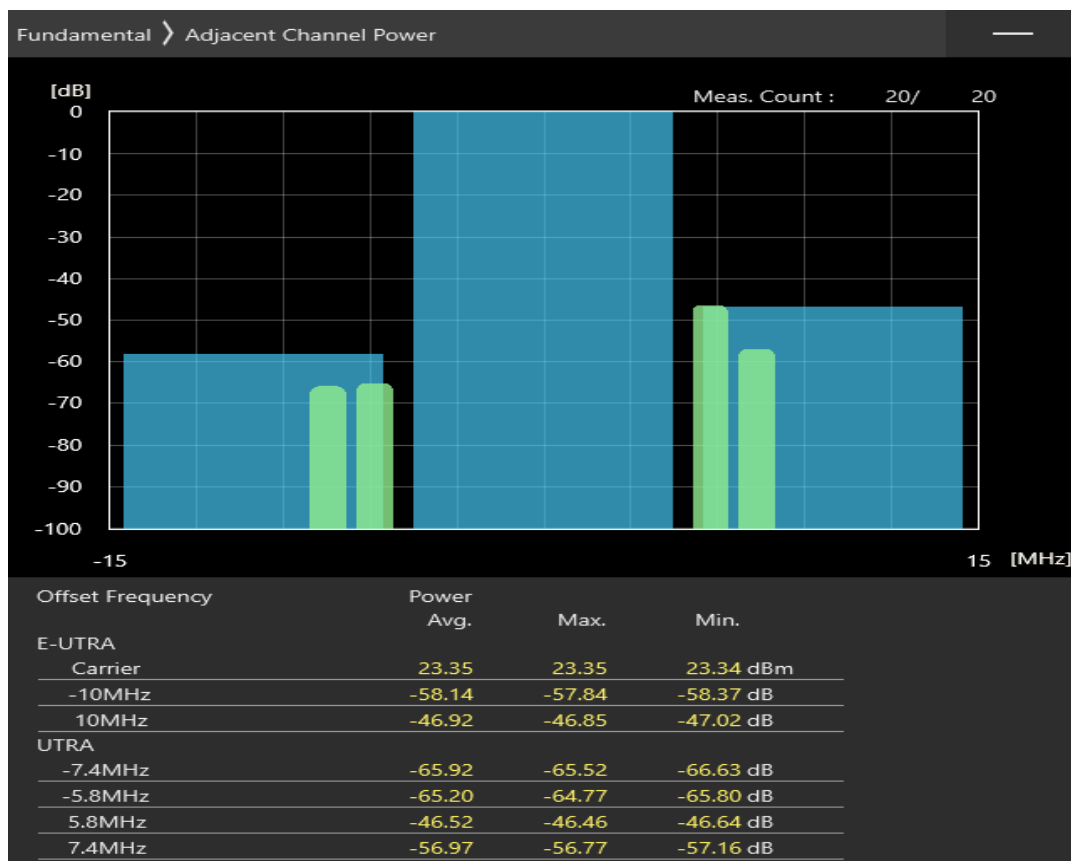 Fundamental ❯ Adjacent Channel Power
[dB]
Meas. Count : 20/ 20
0
-10
-20
-30
-40
-50
-60
-70
-80
-90
-100
-15 15 [MHz]
Offset Frequency Power
Avg. Max. Min.
E-UTRA
Carrier 23.35 23.35 23.34 dBm
-10MHz -58.14 -57.84 -58.37 dB
10MHz -46.92 -46.85 -47.02 dB
UTRA
-7.4MHz -65.92 -65.52 -66.63 dB
-5.8MHz -65.20 -64.77 -65.80 dB
5.8MHz -46.52 -46.46 -46.64 dB
7.4MHz -56.97 -56.77 -57.16 dB